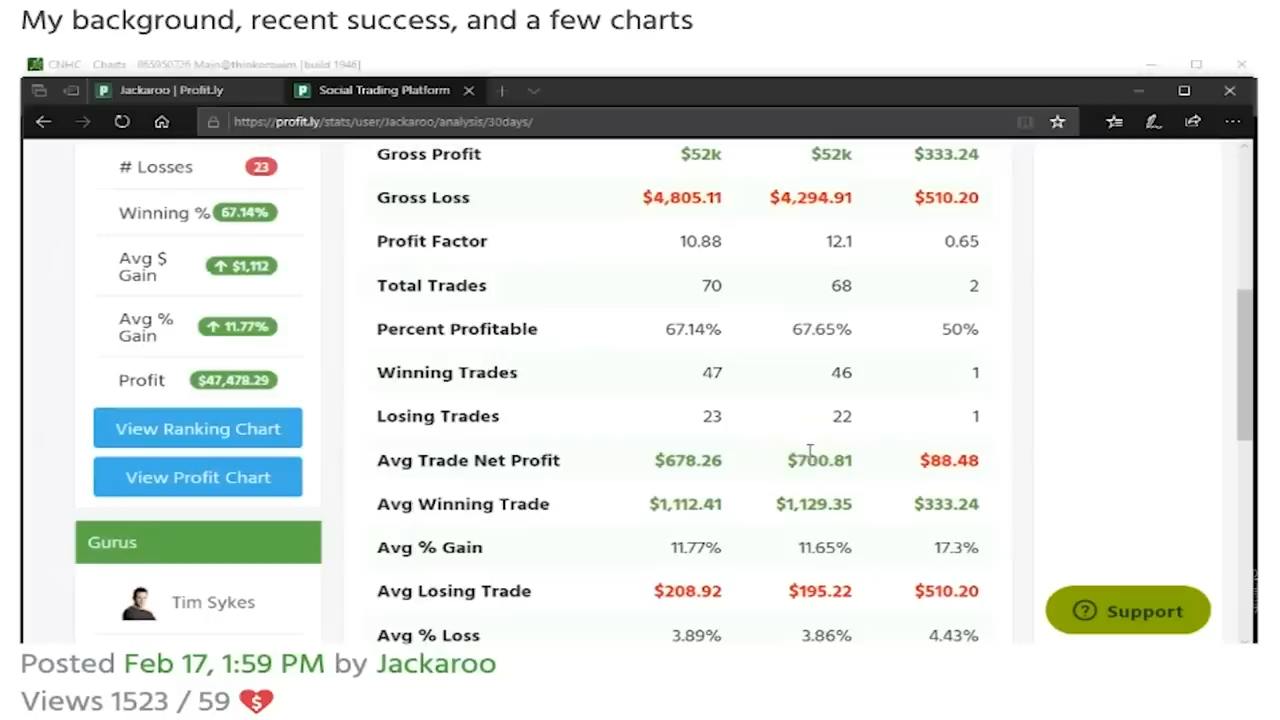 My background, recent success, and a few charts
CNHC Charts 865950726 Main@thinkorswim [build 1946]
Jackaroo | Profit.ly Social Trading Platform
https://profit.ly/stats/user/Jackaroo/analysis/30days/
Gross Profit $52k $52k $333.24
# Losses 23
Gross Loss $4,805.11 $4,294.91 $510.20
Winning % 67.14%
Profit Factor 10.88 12.1 0.65
Avg $ Gain ↑ $1,112
Total Trades 70 68 2
Avg % Gain ↑ 11.77%
Percent Profitable 67.14% 67.65% 50%
Winning Trades 47 46 1
Profit $47,478.29
Losing Trades 23 22 1
View Ranking Chart
Avg Trade Net Profit $678.26 $700.81 $88.48
View Profit Chart
Avg Winning Trade $1,112.41 $1,129.35 $333.24
Gurus
Avg % Gain 11.77% 11.65% 17.3%
Avg Losing Trade $208.92 $195.22 $510.20
Tim Sykes
Support
Avg % Loss 3.89% 3.86% 4.43%
Posted Feb 17, 1:59 PM by Jackaroo
Views 1523 / 59